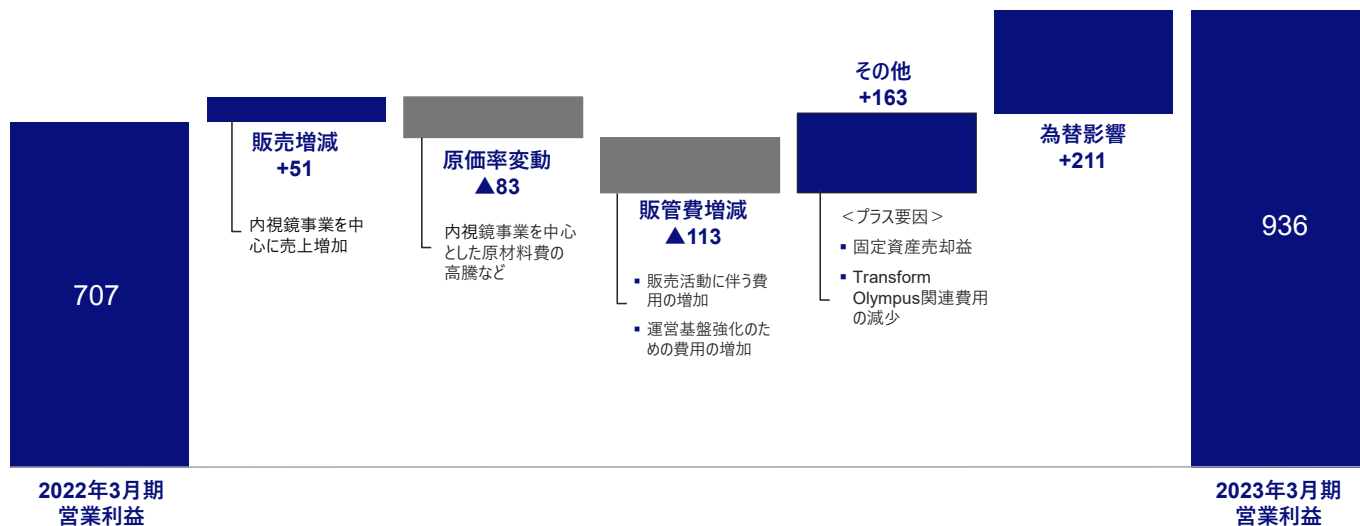 707
2022年3月期
営業利益
販売増減
+51
内視鏡事業を中
心に売上増加
原価率変動
▲83
内視鏡事業を中心
とした原材料費の
高騰など
販管費増減
▲113
▪ 販売活動に伴う費
用の増加
▪ 運営基盤強化のた
めの費用の増加
その他
+163
＜プラス要因＞
▪ 固定資産売却益
▪ Transform
Olympus関連費用
の減少
為替影響
+211
936
2023年3月期
営業利益